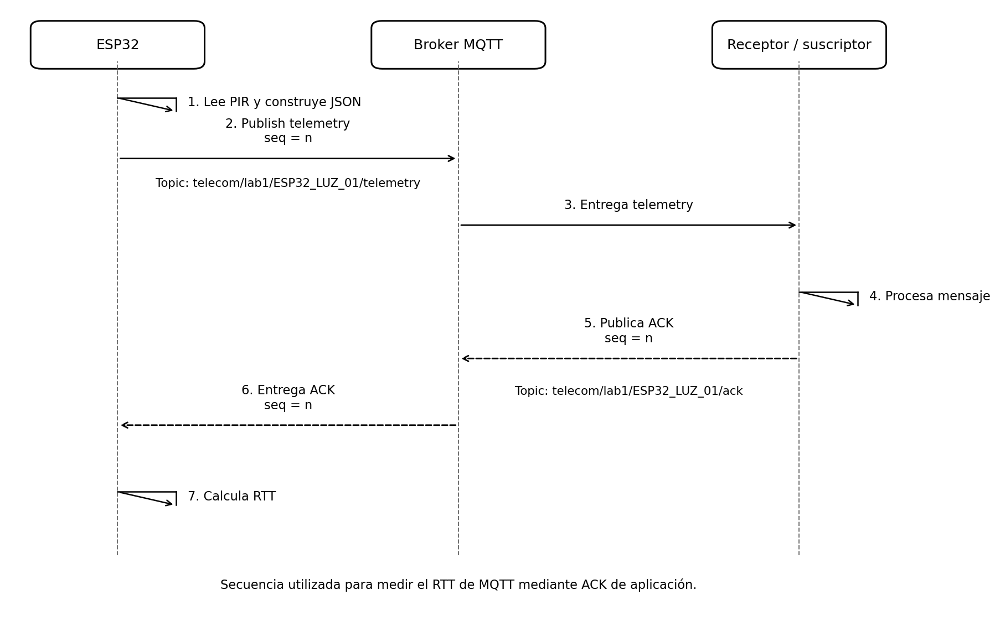 ESP32
Broker MQTT
Receptor / suscriptor
1. Lee PIR y construye JSON
2. Publish telemetry
seq = n
Topic: telecom/lab1/ESP32_LUZ_01/telemetry
3. Entrega telemetry
4. Procesa mensaje
5. Publica ACK
seq = n
6. Entrega ACK
seq = n
Topic: telecom/lab1/ESP32_LUZ_01/ack
7. Calcula RTT
Secuencia utilizada para medir el RTT de MQTT mediante ACK de aplicación.